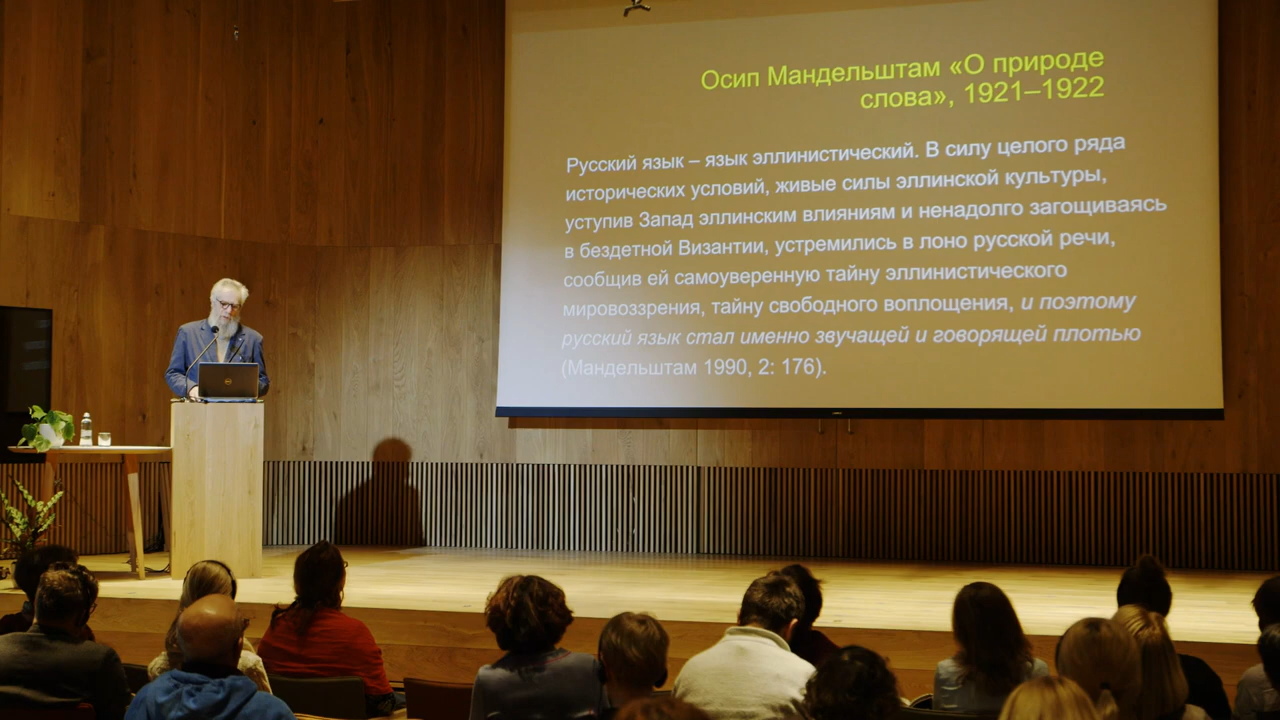 Осип Мандельштам «О природе
слова», 1921–1922
Русский язык – язык эллинистический. В силу целого ряда
исторических условий, живые силы эллинской культуры,
уступив Запад эллинским влияниям и ненадолго загощиваясь
в бездетной Византии, устремились в лоно русской речи,
сообщив ей самоуверенную тайну эллинистического
мировоззрения, тайну свободного воплощения, и поэтому
русский язык стал именно звучащей и говорящей плотью
(Мандельштам 1990, 2: 176).